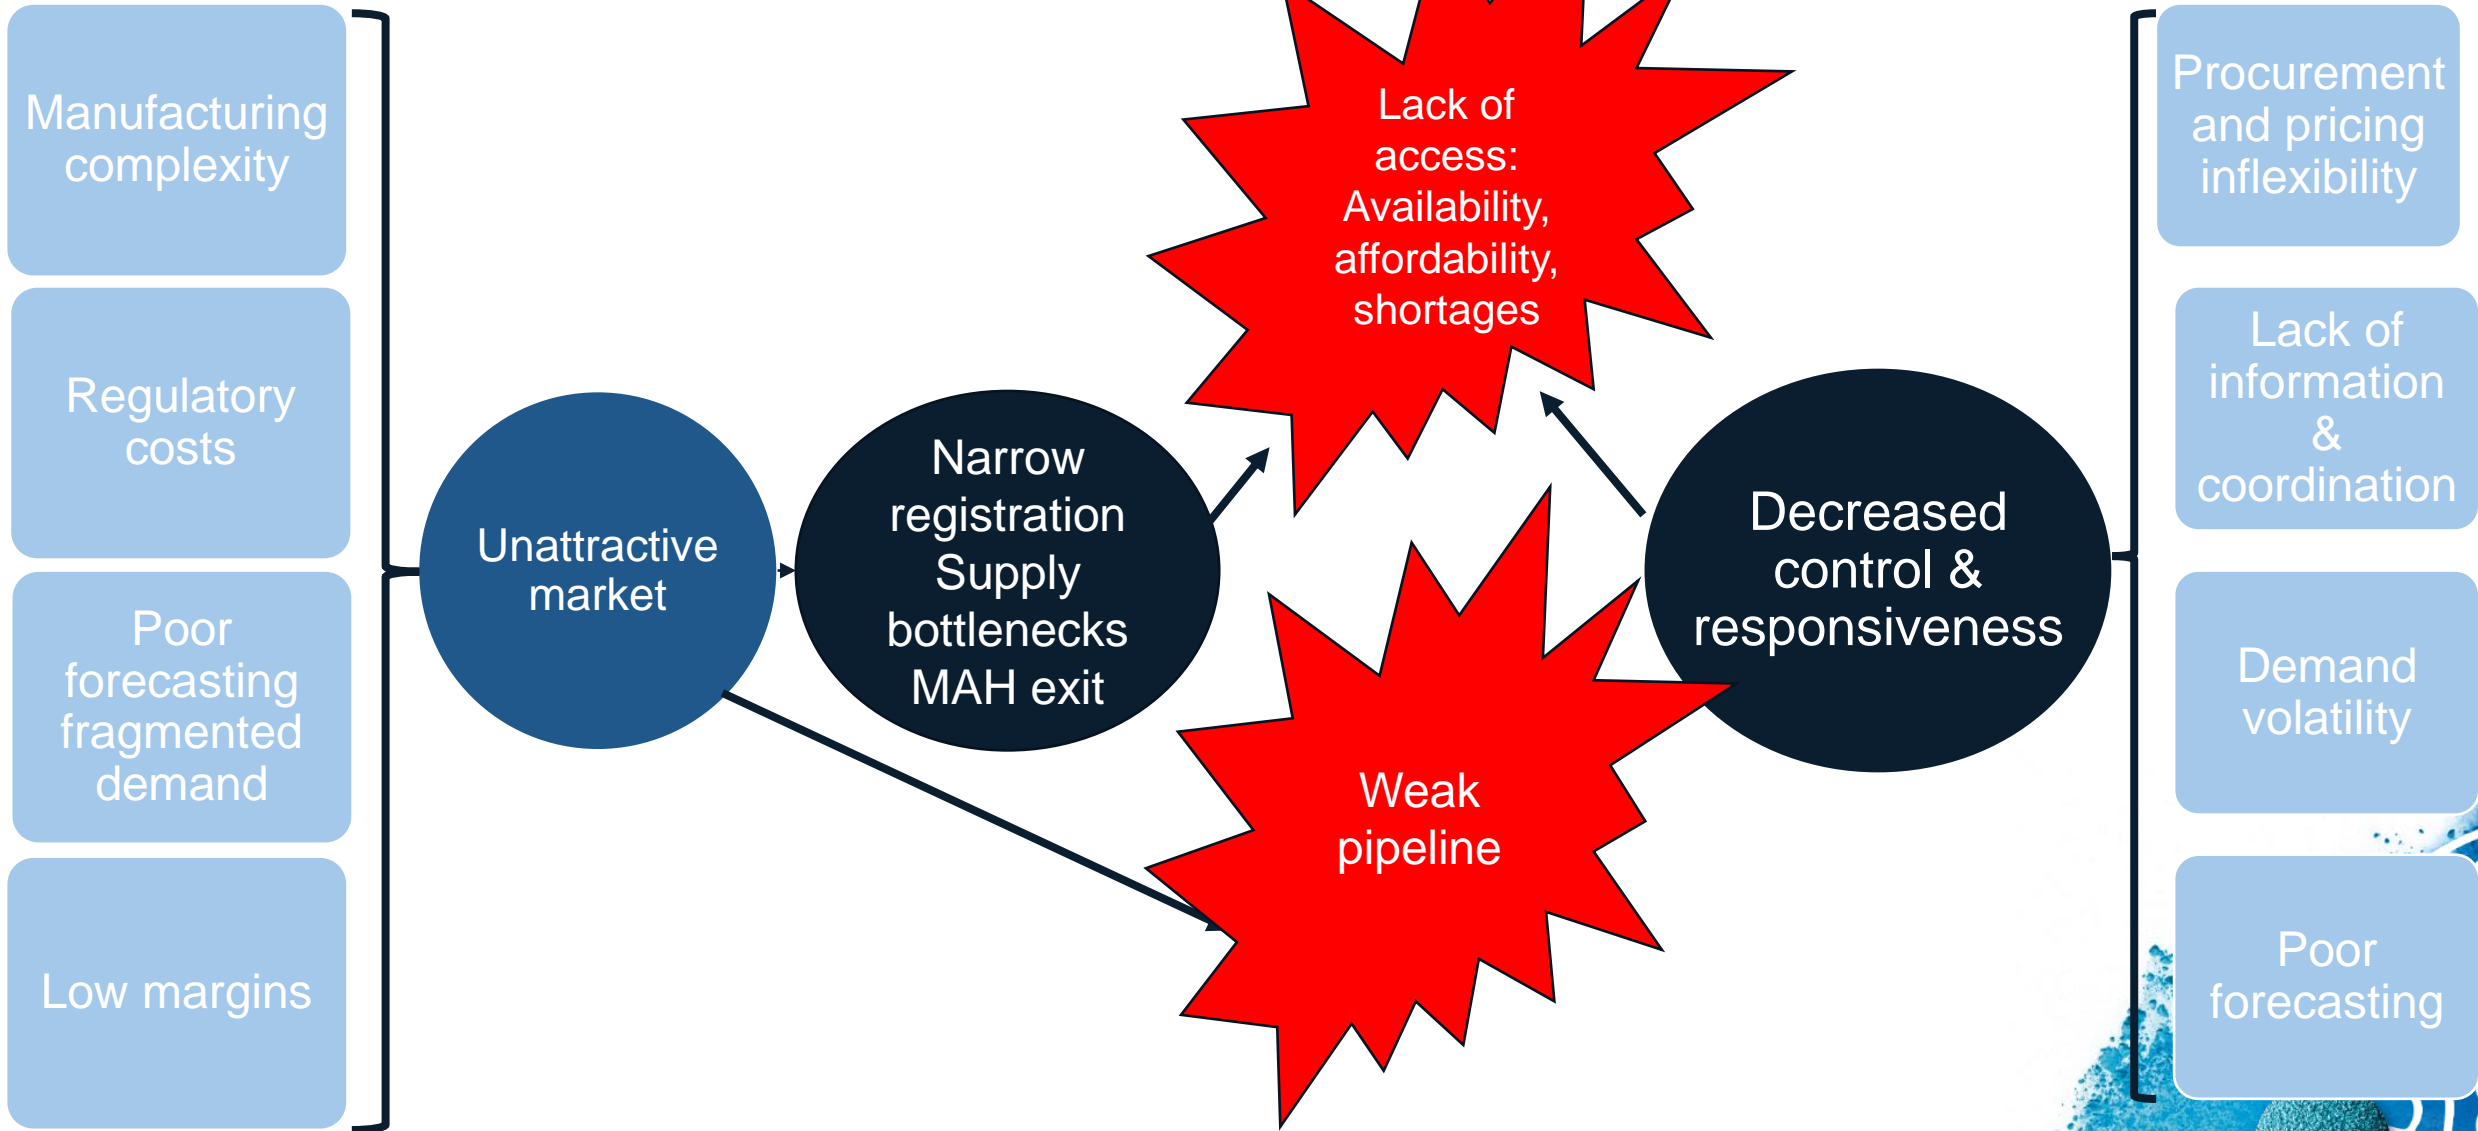 Manufacturing
complexity
Regulatory
costs
Poor
forecasting
fragmented
demand
Low margins
Unattractive
market
Narrow
registration
Supply
bottlenecks
MAH exit
Lack of
access:
Availability,
affordability,
shortages
Weak
pipeline
Decreased
control &
responsiveness
Procurement
and pricing
inflexibility
Lack of
information
&
coordination
Demand
volatility
Poor
forecasting